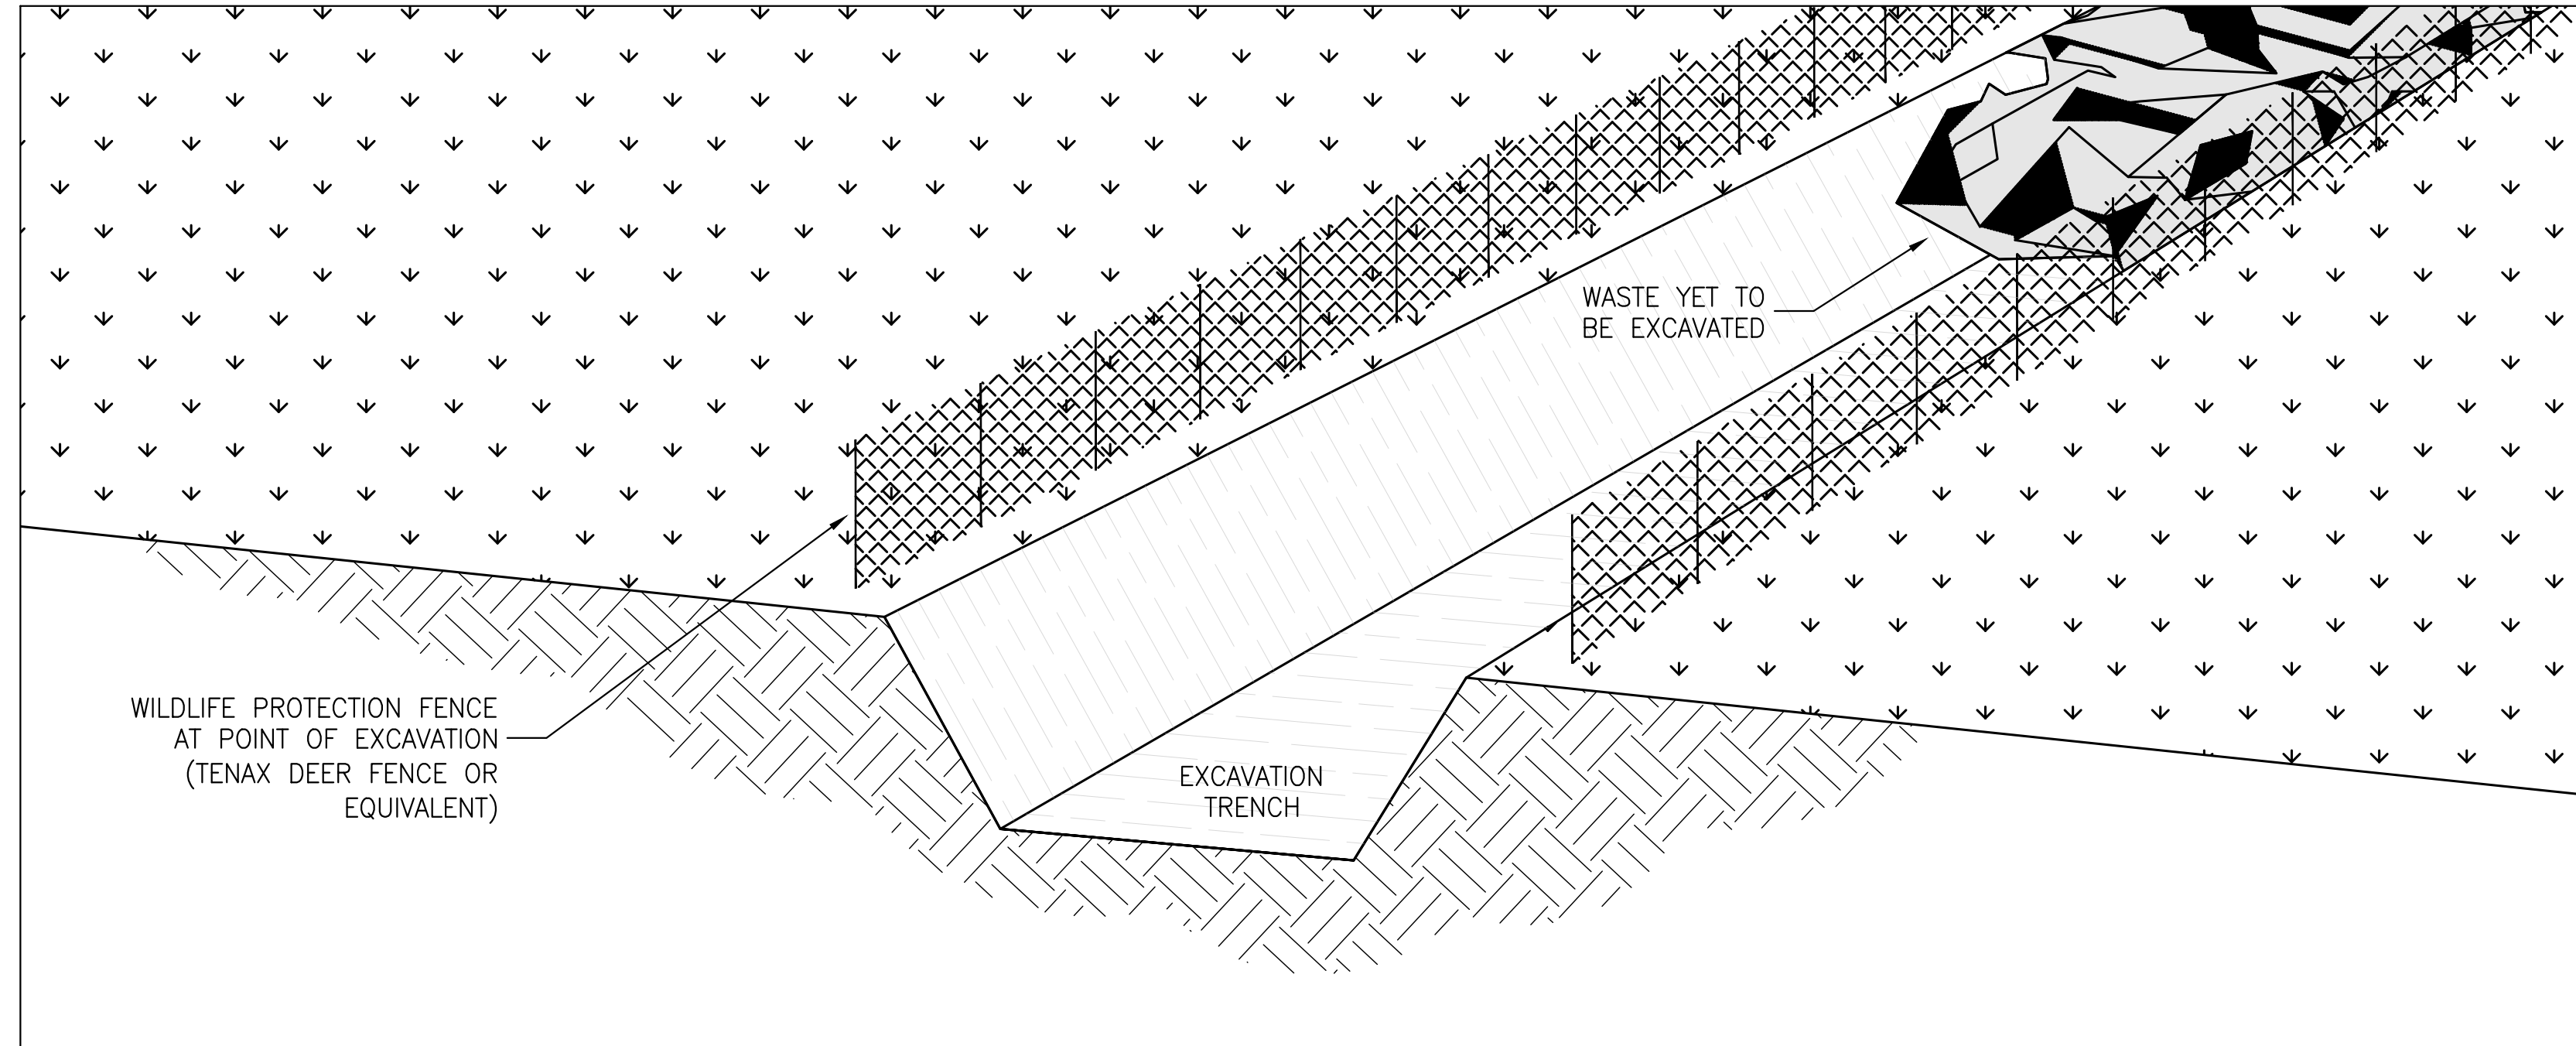 WASTE YET TO
BE EXCAVATED
WILDLIFE PROTECTION FENCE
AT POINT OF EXCAVATION
(TENAX DEER FENCE OR
EQUIVALENT)
EXCAVATION
TRENCH